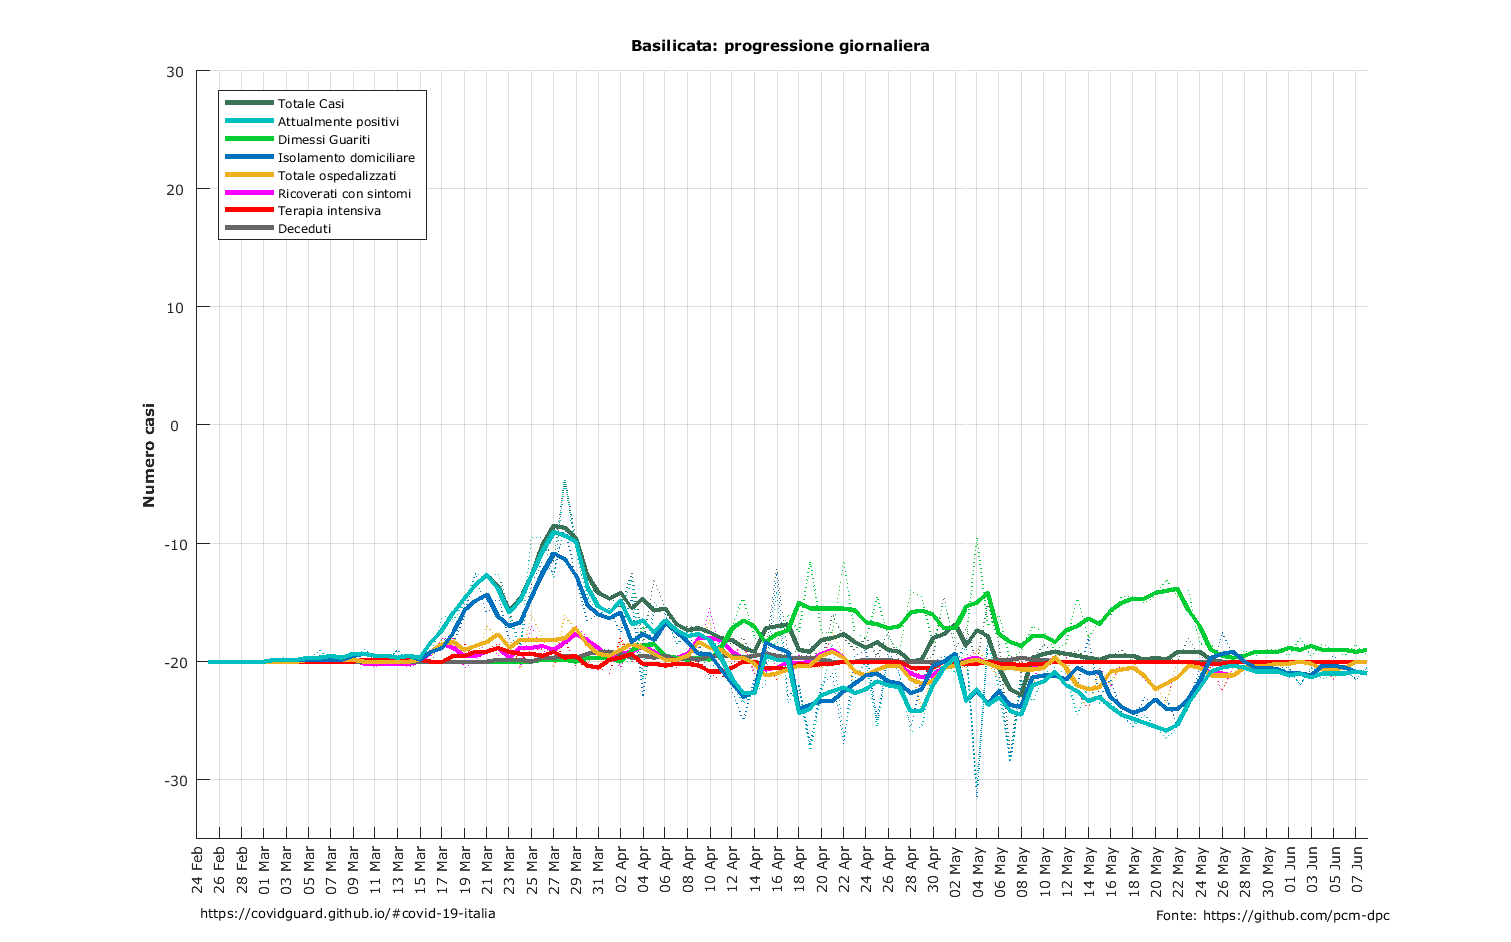 Basilicata: progressione giornaliera
30
20
10
0
-10
-20
-30
Numero casi
Totale Casi
Attualmente positivi
Dimessi Guariti
Isolamento domiciliare
Totale ospedalizzati
Ricoverati con sintomi
Terapia intensiva
Deceduti
24 Feb
26 Feb
28 Feb
01 Mar
03 Mar
05 Mar
07 Mar
09 Mar
11 Mar
13 Mar
15 Mar
17 Mar
19 Mar
21 Mar
23 Mar
25 Mar
27 Mar
29 Mar
31 Mar
02 Apr
04 Apr
06 Apr
08 Apr
10 Apr
12 Apr
14 Apr
16 Apr
18 Apr
20 Apr
22 Apr
24 Apr
26 Apr
28 Apr
30 Apr
02 May
04 May
06 May
08 May
10 May
12 May
14 May
16 May
18 May
20 May
22 May
24 May
26 May
28 May
30 May
01 Jun
03 Jun
05 Jun
07 Jun
https://covidguard.github.io/#covid-19-italia
Fonte: https://github.com/pcm-dpc